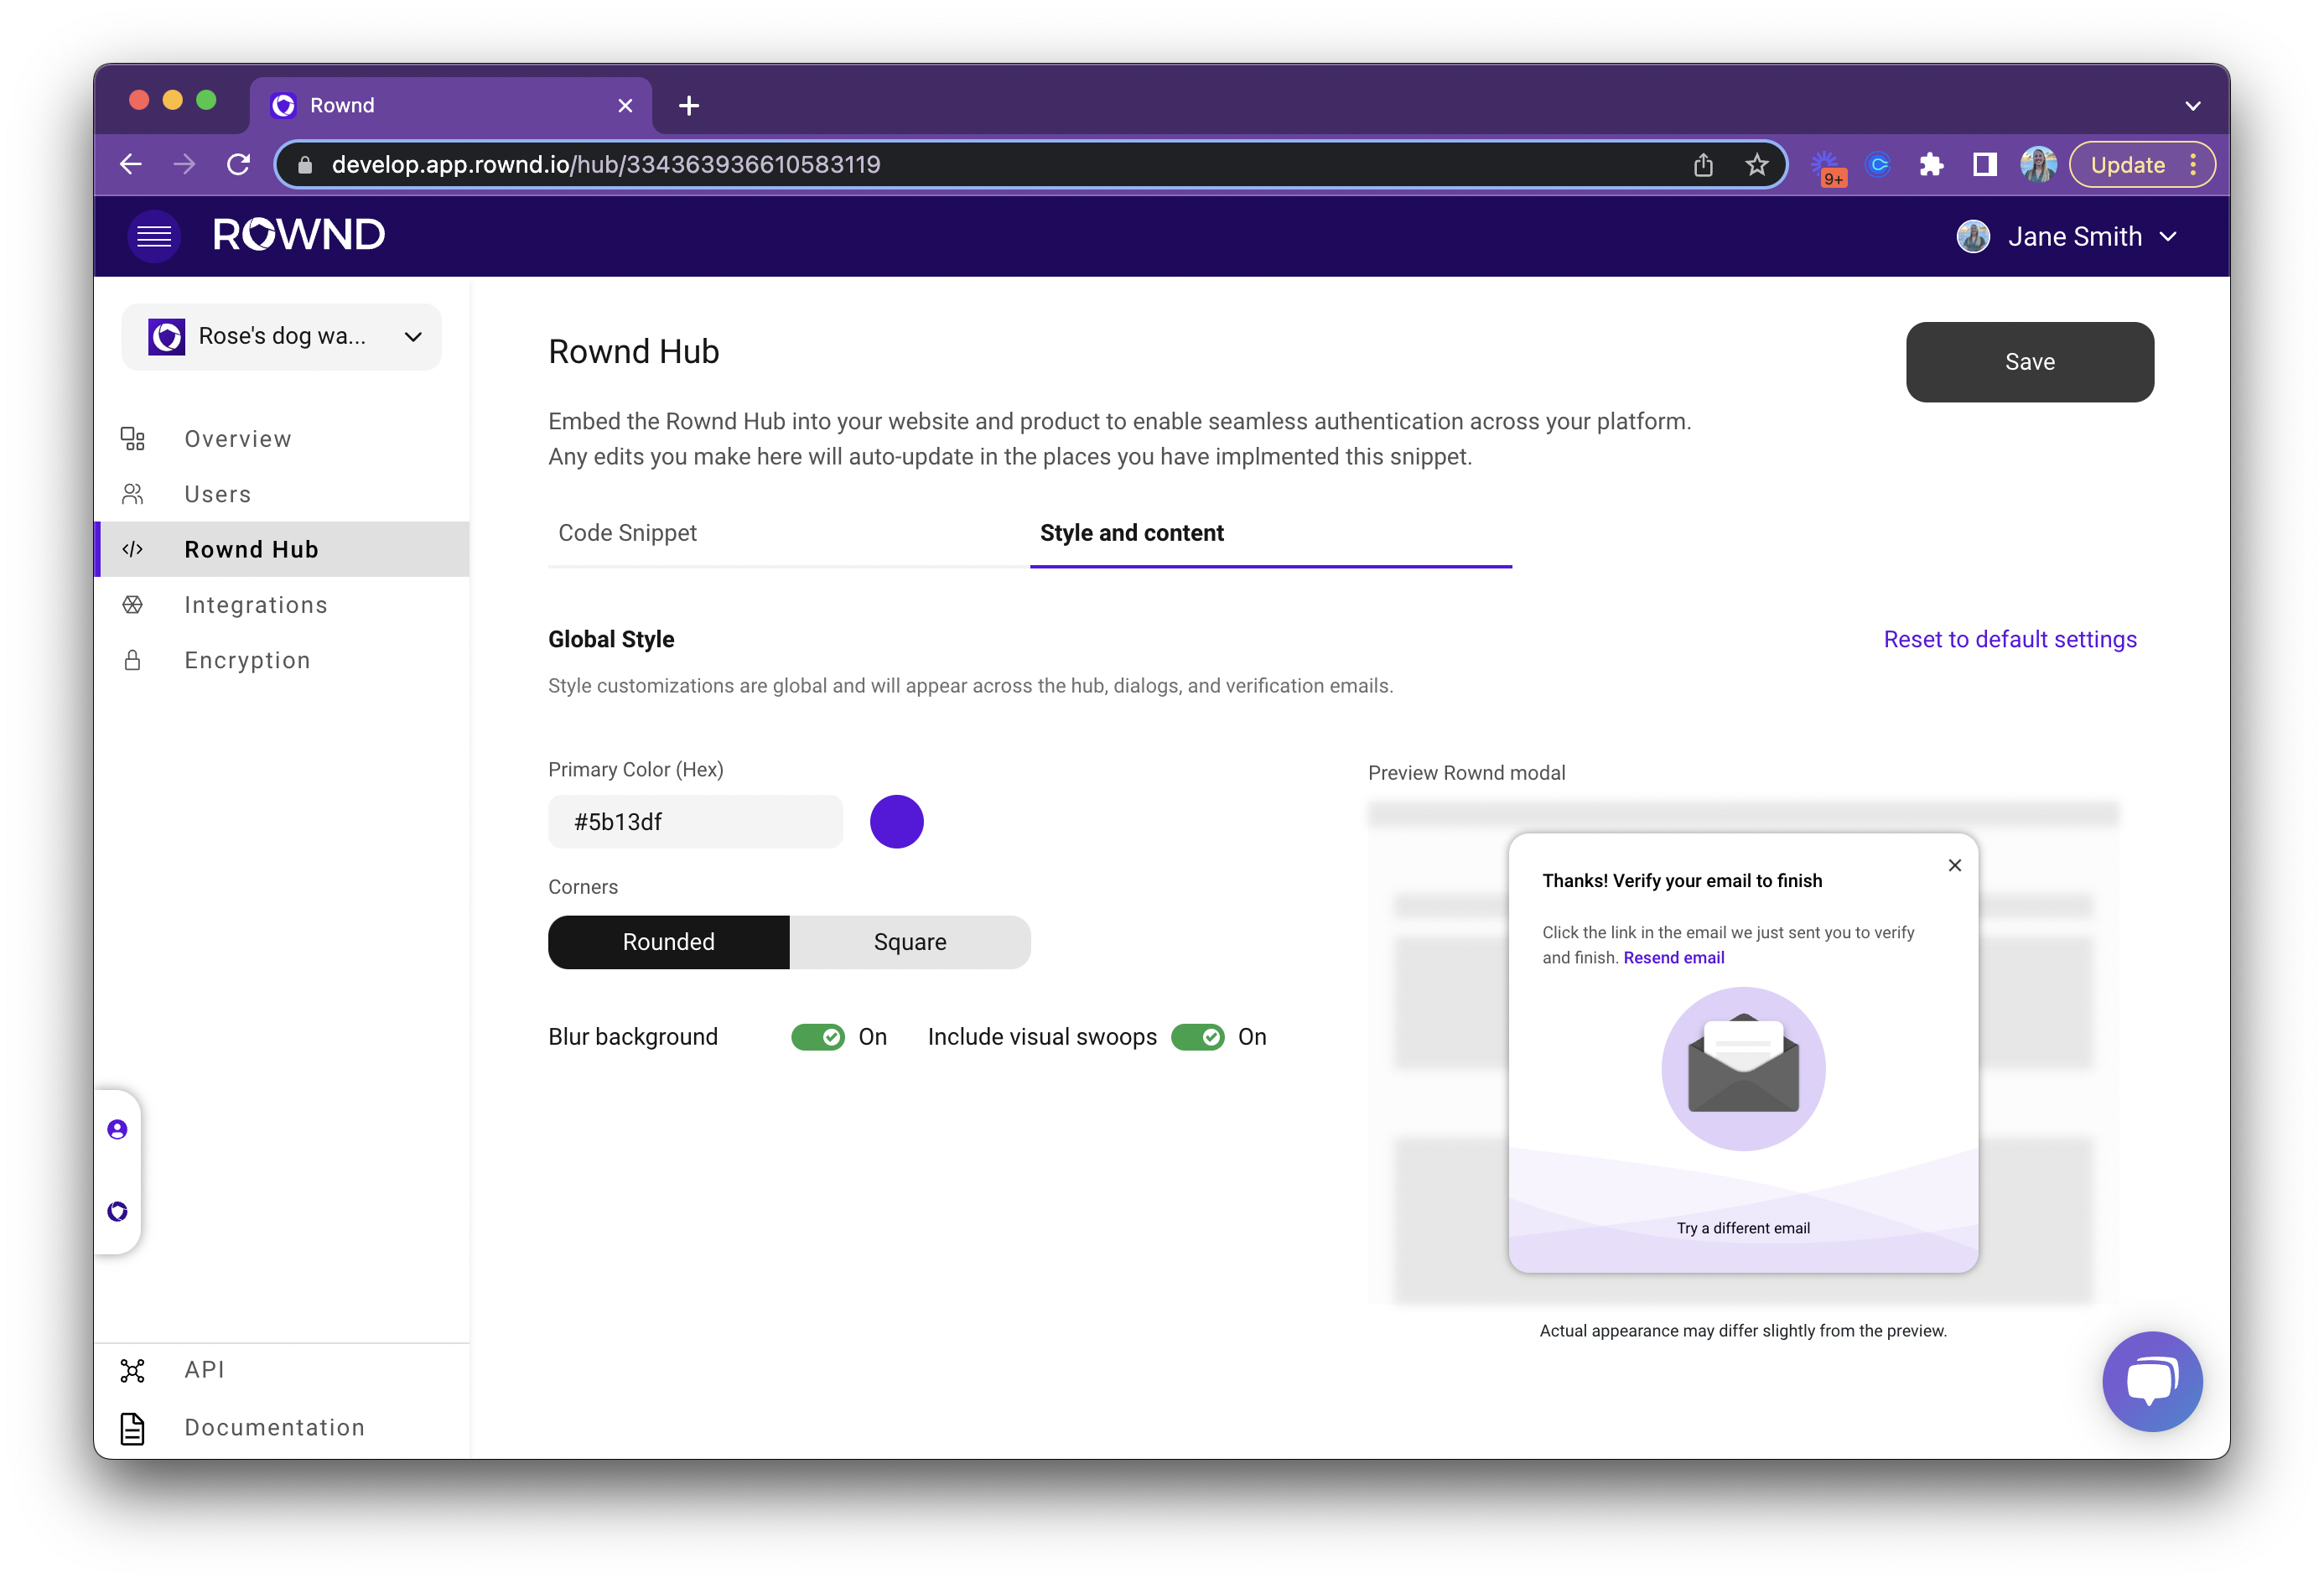 Rownd
develop.app.rownd.io/hub/334363936610583119
9+
Update
ROWND
Jane Smith
Rose's dog wa...
Overview
Users
Rownd Hub
Integrations
Encryption
API
Documentation
Rownd Hub
Save
Embed the Rownd Hub into your website and product to enable seamless authentication across your platform.
Any edits you make here will auto-update in the places you have implmented this snippet.
Code Snippet
Style and content
Global Style
Reset to default settings
Style customizations are global and will appear across the hub, dialogs, and verification emails.
Primary Color (Hex)
#5b13df
Corners
Rounded
Square
Blur background
On
Include visual swoops
On
Preview Rownd modal
Thanks! Verify your email to finish
Click the link in the email we just sent you to verify
and finish. Resend email
Try a different email
Actual appearance may differ slightly from the preview.